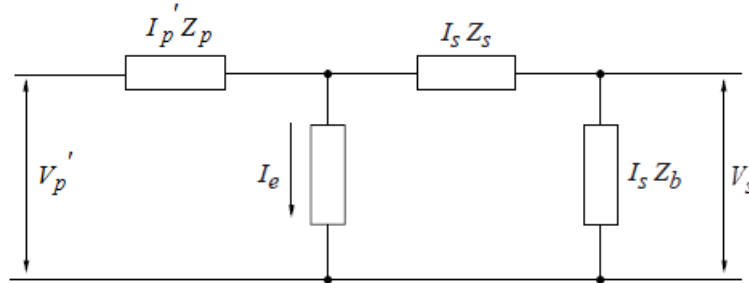 I_p' Z_p
I_s Z_s
V_p'
I_e
I_s Z_b
V_s